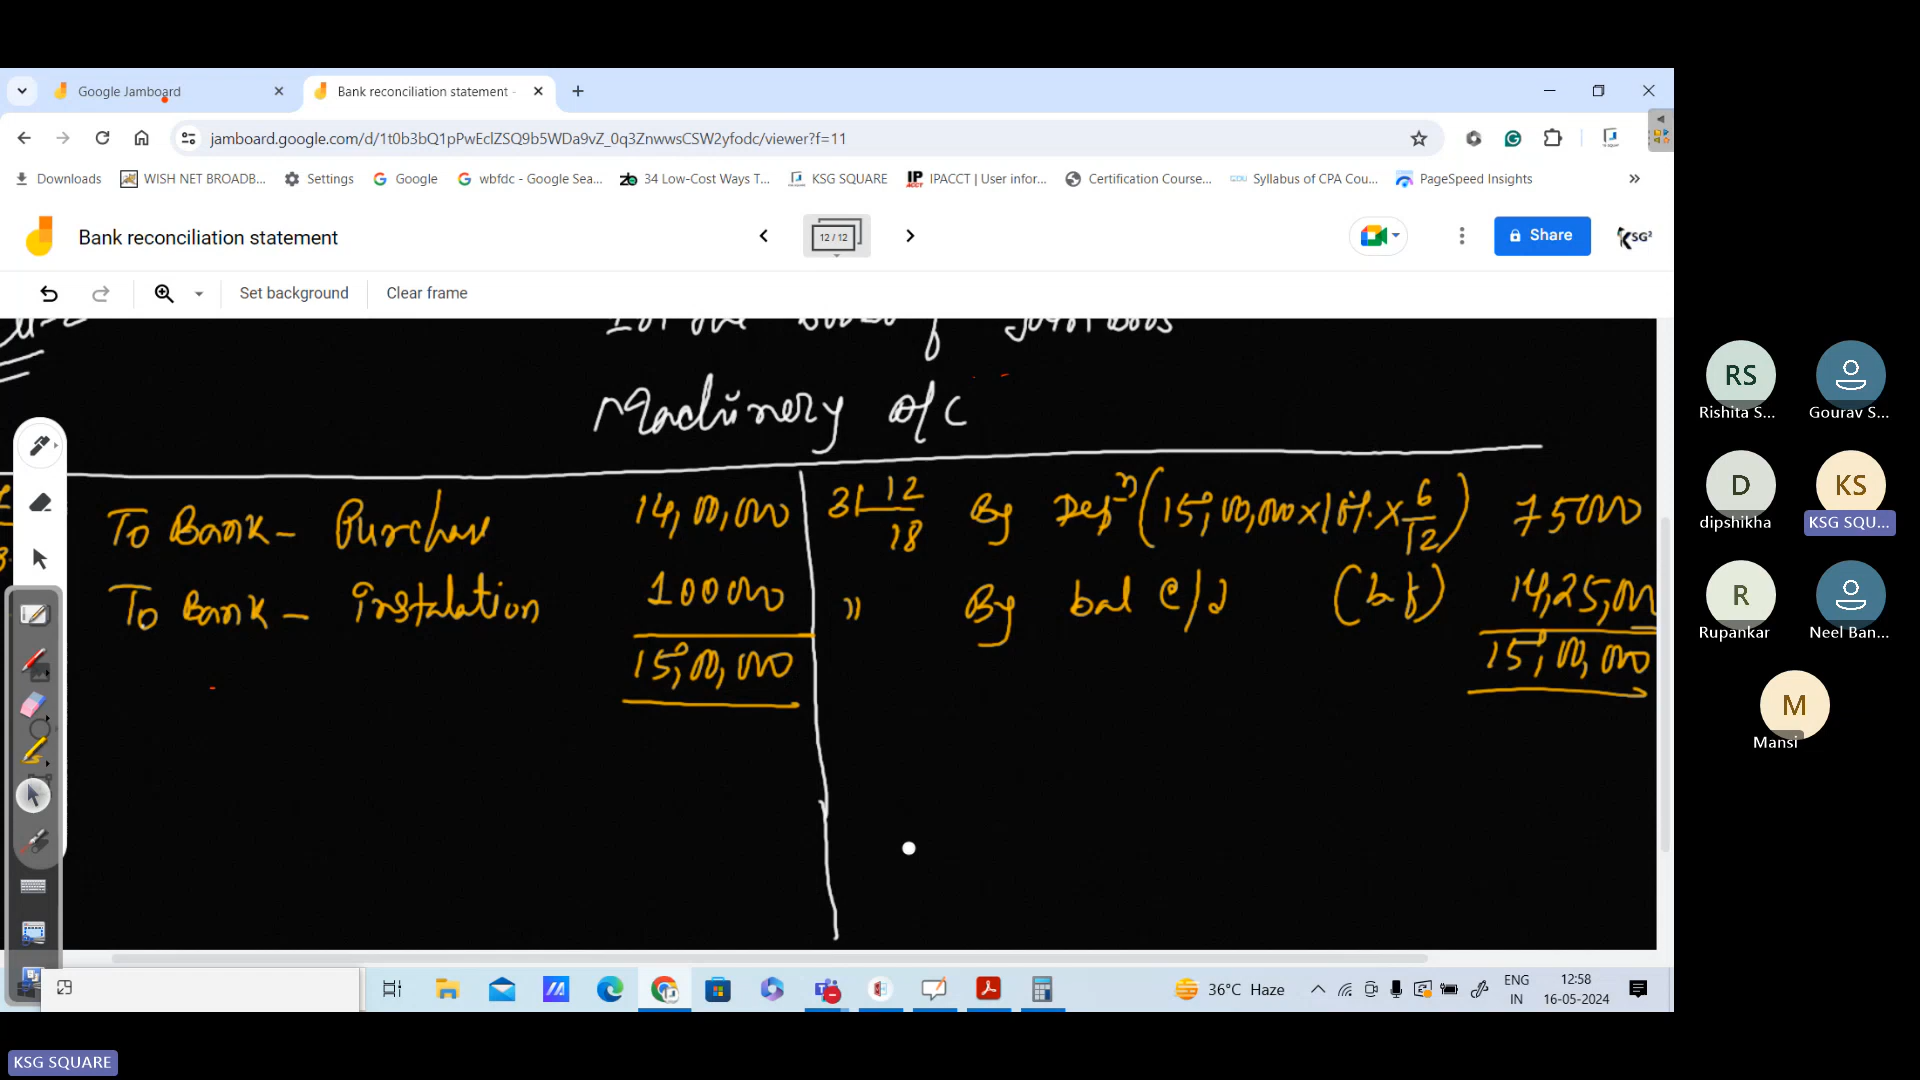 Google Jamboard
Bank reconciliation statement -
jamboard.google.com/d/1t0b3bQ1pPwEclZSQ9b5WDa9vZ_0q3ZnwwsCSW2yfodc/viewer?f=11
Downloads WISH NET BROADB... Settings Google wbfdc - Google Sea... 34 Low-Cost Ways T... KSG SQUARE IPACCT | User infor... Certification Course... Syllabus of CPA Cou... PageSpeed Insights
Bank reconciliation statement
12 / 12
Share
KSG²
Set background Clear frame
Machinery A/c
To Bank - Purchase 14,00,000 31 12/18 By Depn (15,00,000 x 10% x 6/12) 75000
To Bank - instalation 100000 " By bal c/d (b f) 14,25,000
15,00,000 15,00,000
RS
Rishita S...
Gourav S...
D
dipshikha
KS
KSG SQU...
R
Rupankar
Neel Ban...
M
Mansi
36°C Haze
ENG
IN
12:58
16-05-2024
KSG SQUARE